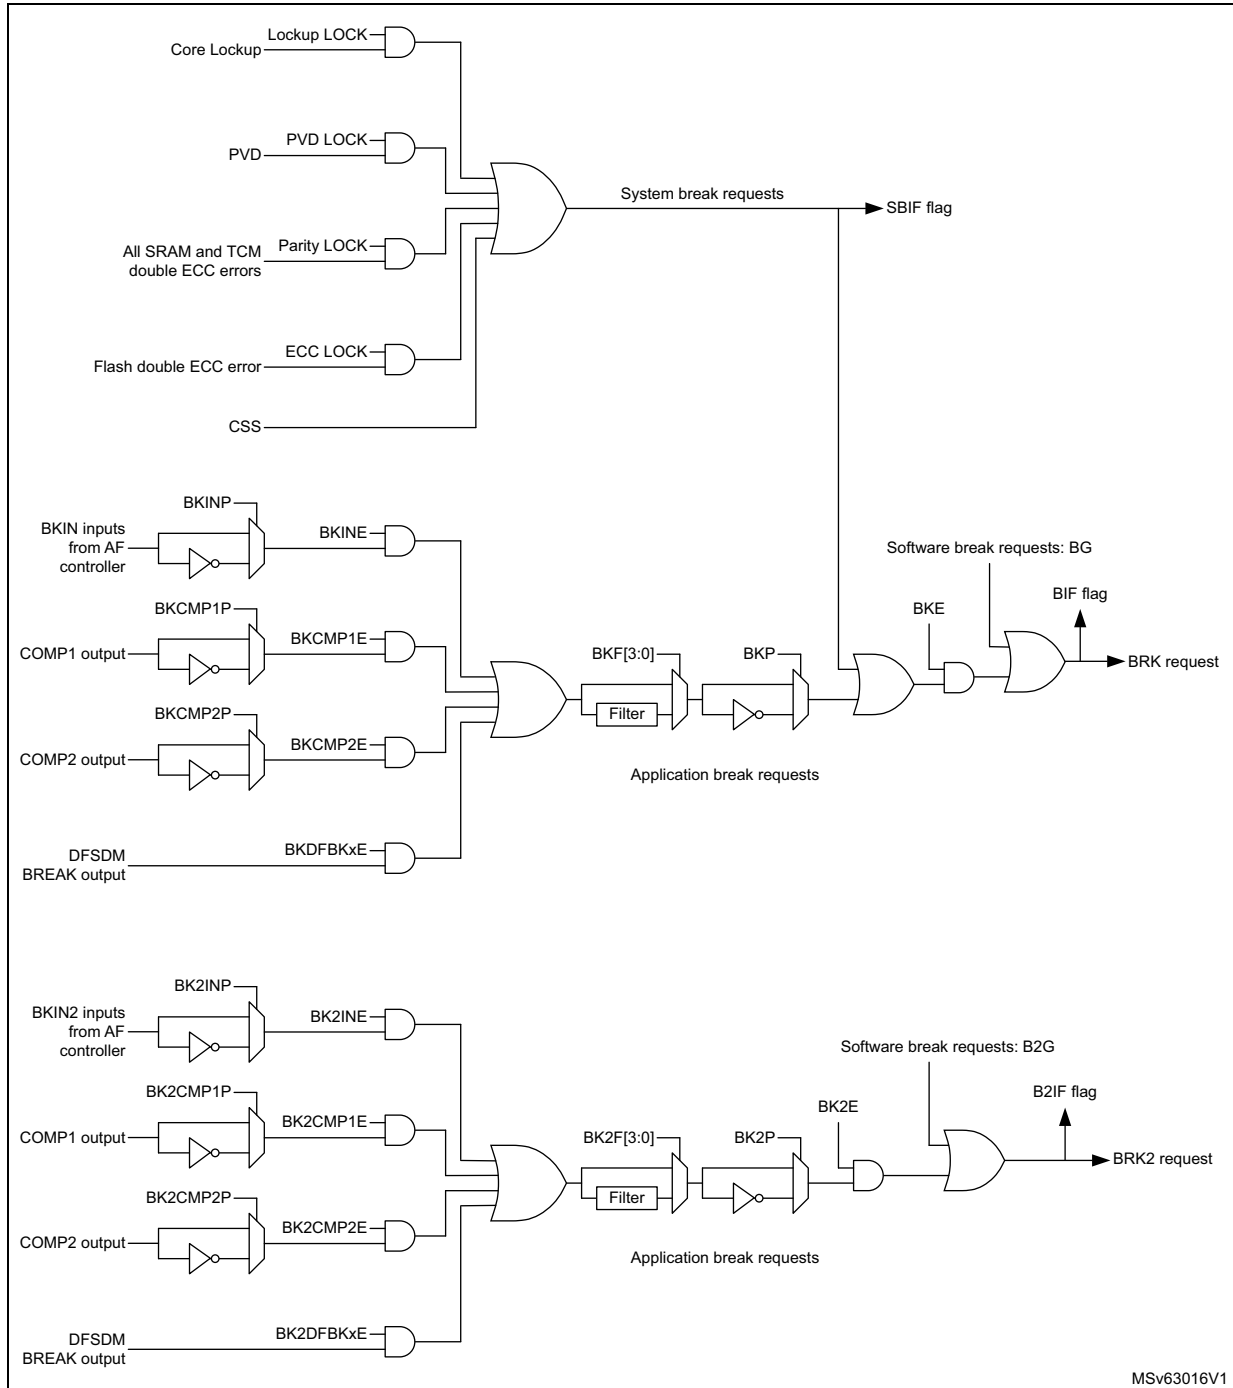 Lockup LOCK
Core Lockup
PVD LOCK
PVD
System break requests
SBIF flag
Parity LOCK
All SRAM and TCM
double ECC errors
ECC LOCK
Flash double ECC error
CSS
BKINP
BKIN inputs
from AF
controller
BKINE
Software break requests: BG
BIF flag
BKCMP1P
BKE
COMP1 output
BKCMP1E
BKF[3:0]
BKP
BRK request
Filter
BKCMP2P
COMP2 output
BKCMP2E
Application break requests
DFSDM
BREAK output
BKDFBKxE
BK2INP
BKIN2 inputs
from AF
controller
BK2INE
Software break requests: B2G
B2IF flag
BK2CMP1P
BK2E
COMP1 output
BK2CMP1E
BK2F[3:0]
BK2P
BRK2 request
Filter
BK2CMP2P
COMP2 output
BK2CMP2E
Application break requests
DFSDM
BREAK output
BK2DFBKxE
MSv63016V1